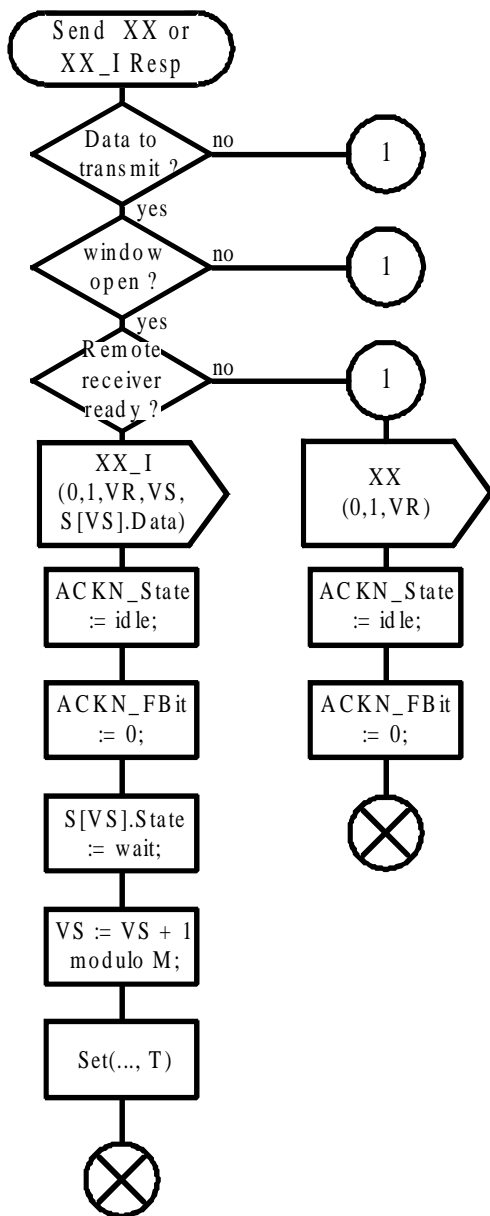 Send XX or
XX_I Resp
Data to
transmit ?
no
1
yes
window
open ?
no
1
yes
Remote
receiver
ready ?
no
1
XX_I
(0,1,VR,VS,
S[VS].Data)
XX
(0,1,VR)
ACKN_State
:= idle;
ACKN_State
:= idle;
ACKN_FBit
:= 0;
ACKN_FBit
:= 0;
S[VS].State
:= wait;
VS := VS + 1
modulo M;
Set(..., T)